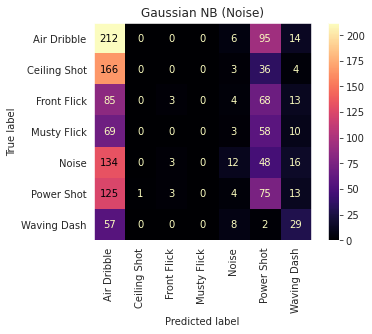 Gaussian NB (Noise)
True label
Air Dribble 212 0 0 0 6 95 14
Ceiling Shot 166 0 0 0 3 36 4
Front Flick 85 0 3 0 4 68 13
Musty Flick 69 0 0 0 3 58 10
Noise 134 0 3 0 12 48 16
Power Shot 125 1 3 0 4 75 13
Waving Dash 57 0 0 0 8 2 29
Air Dribble Ceiling Shot Front Flick Musty Flick Noise Power Shot Waving Dash
Predicted label
200
175
150
125
100
75
50
25
0